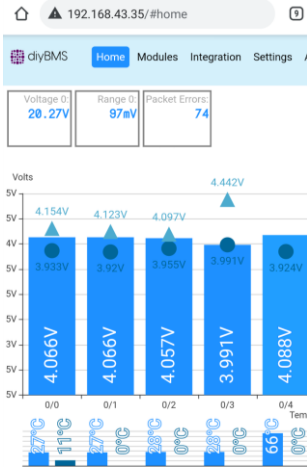 192.168.43.35/#home
9
diyBMS Home Modules Integration Settings A
Voltage 0: Range 0: Packet Errors:
20.27V 97mV 74
Volts
4.442V
5V
4.154V 4.123V 4.097V
5V
4V
3.933V 3.92V 3.955V 3.991V 3.924V
5V
5V
5V
3V
5V
5V
4.066V 4.066V 4.057V 3.991V 4.088V
0/0 0/1 0/2 0/3 0/4
Tem
27°C 11°C 27°C 0°C 28°C 0°C 28°C 0°C 66°C 0°C